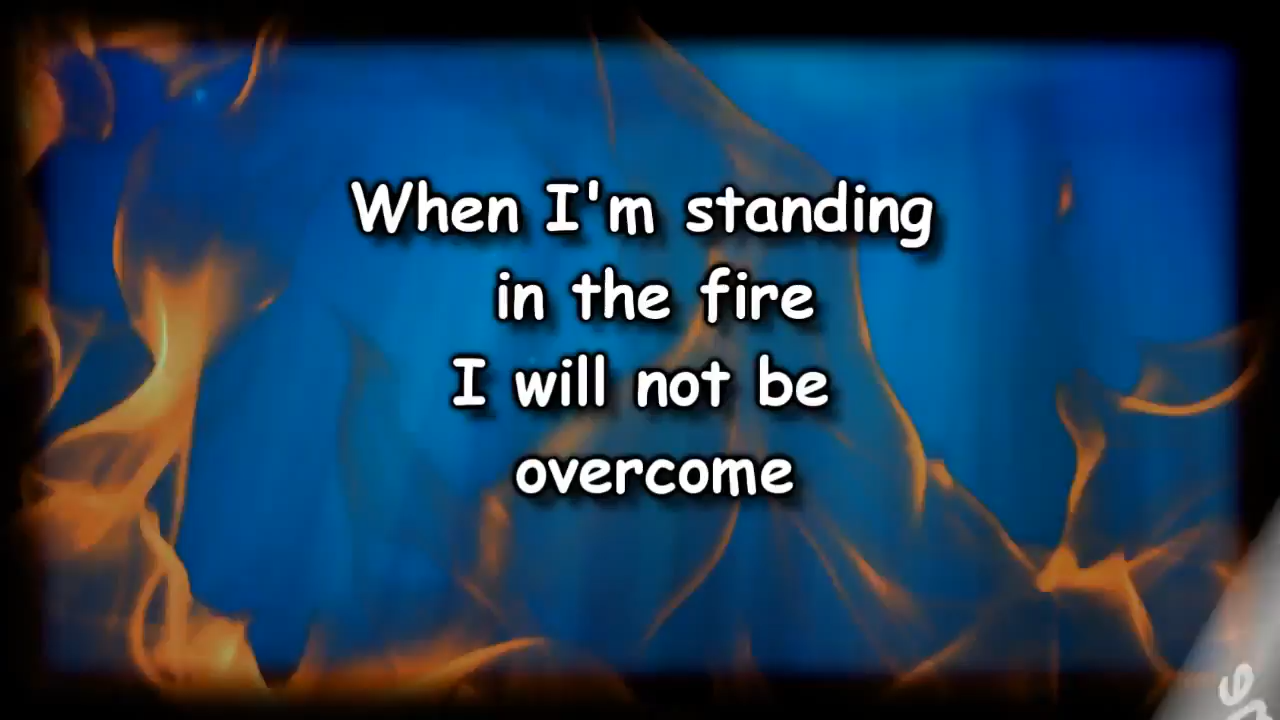 When I'm standing
in the fire
I will not be
overcome